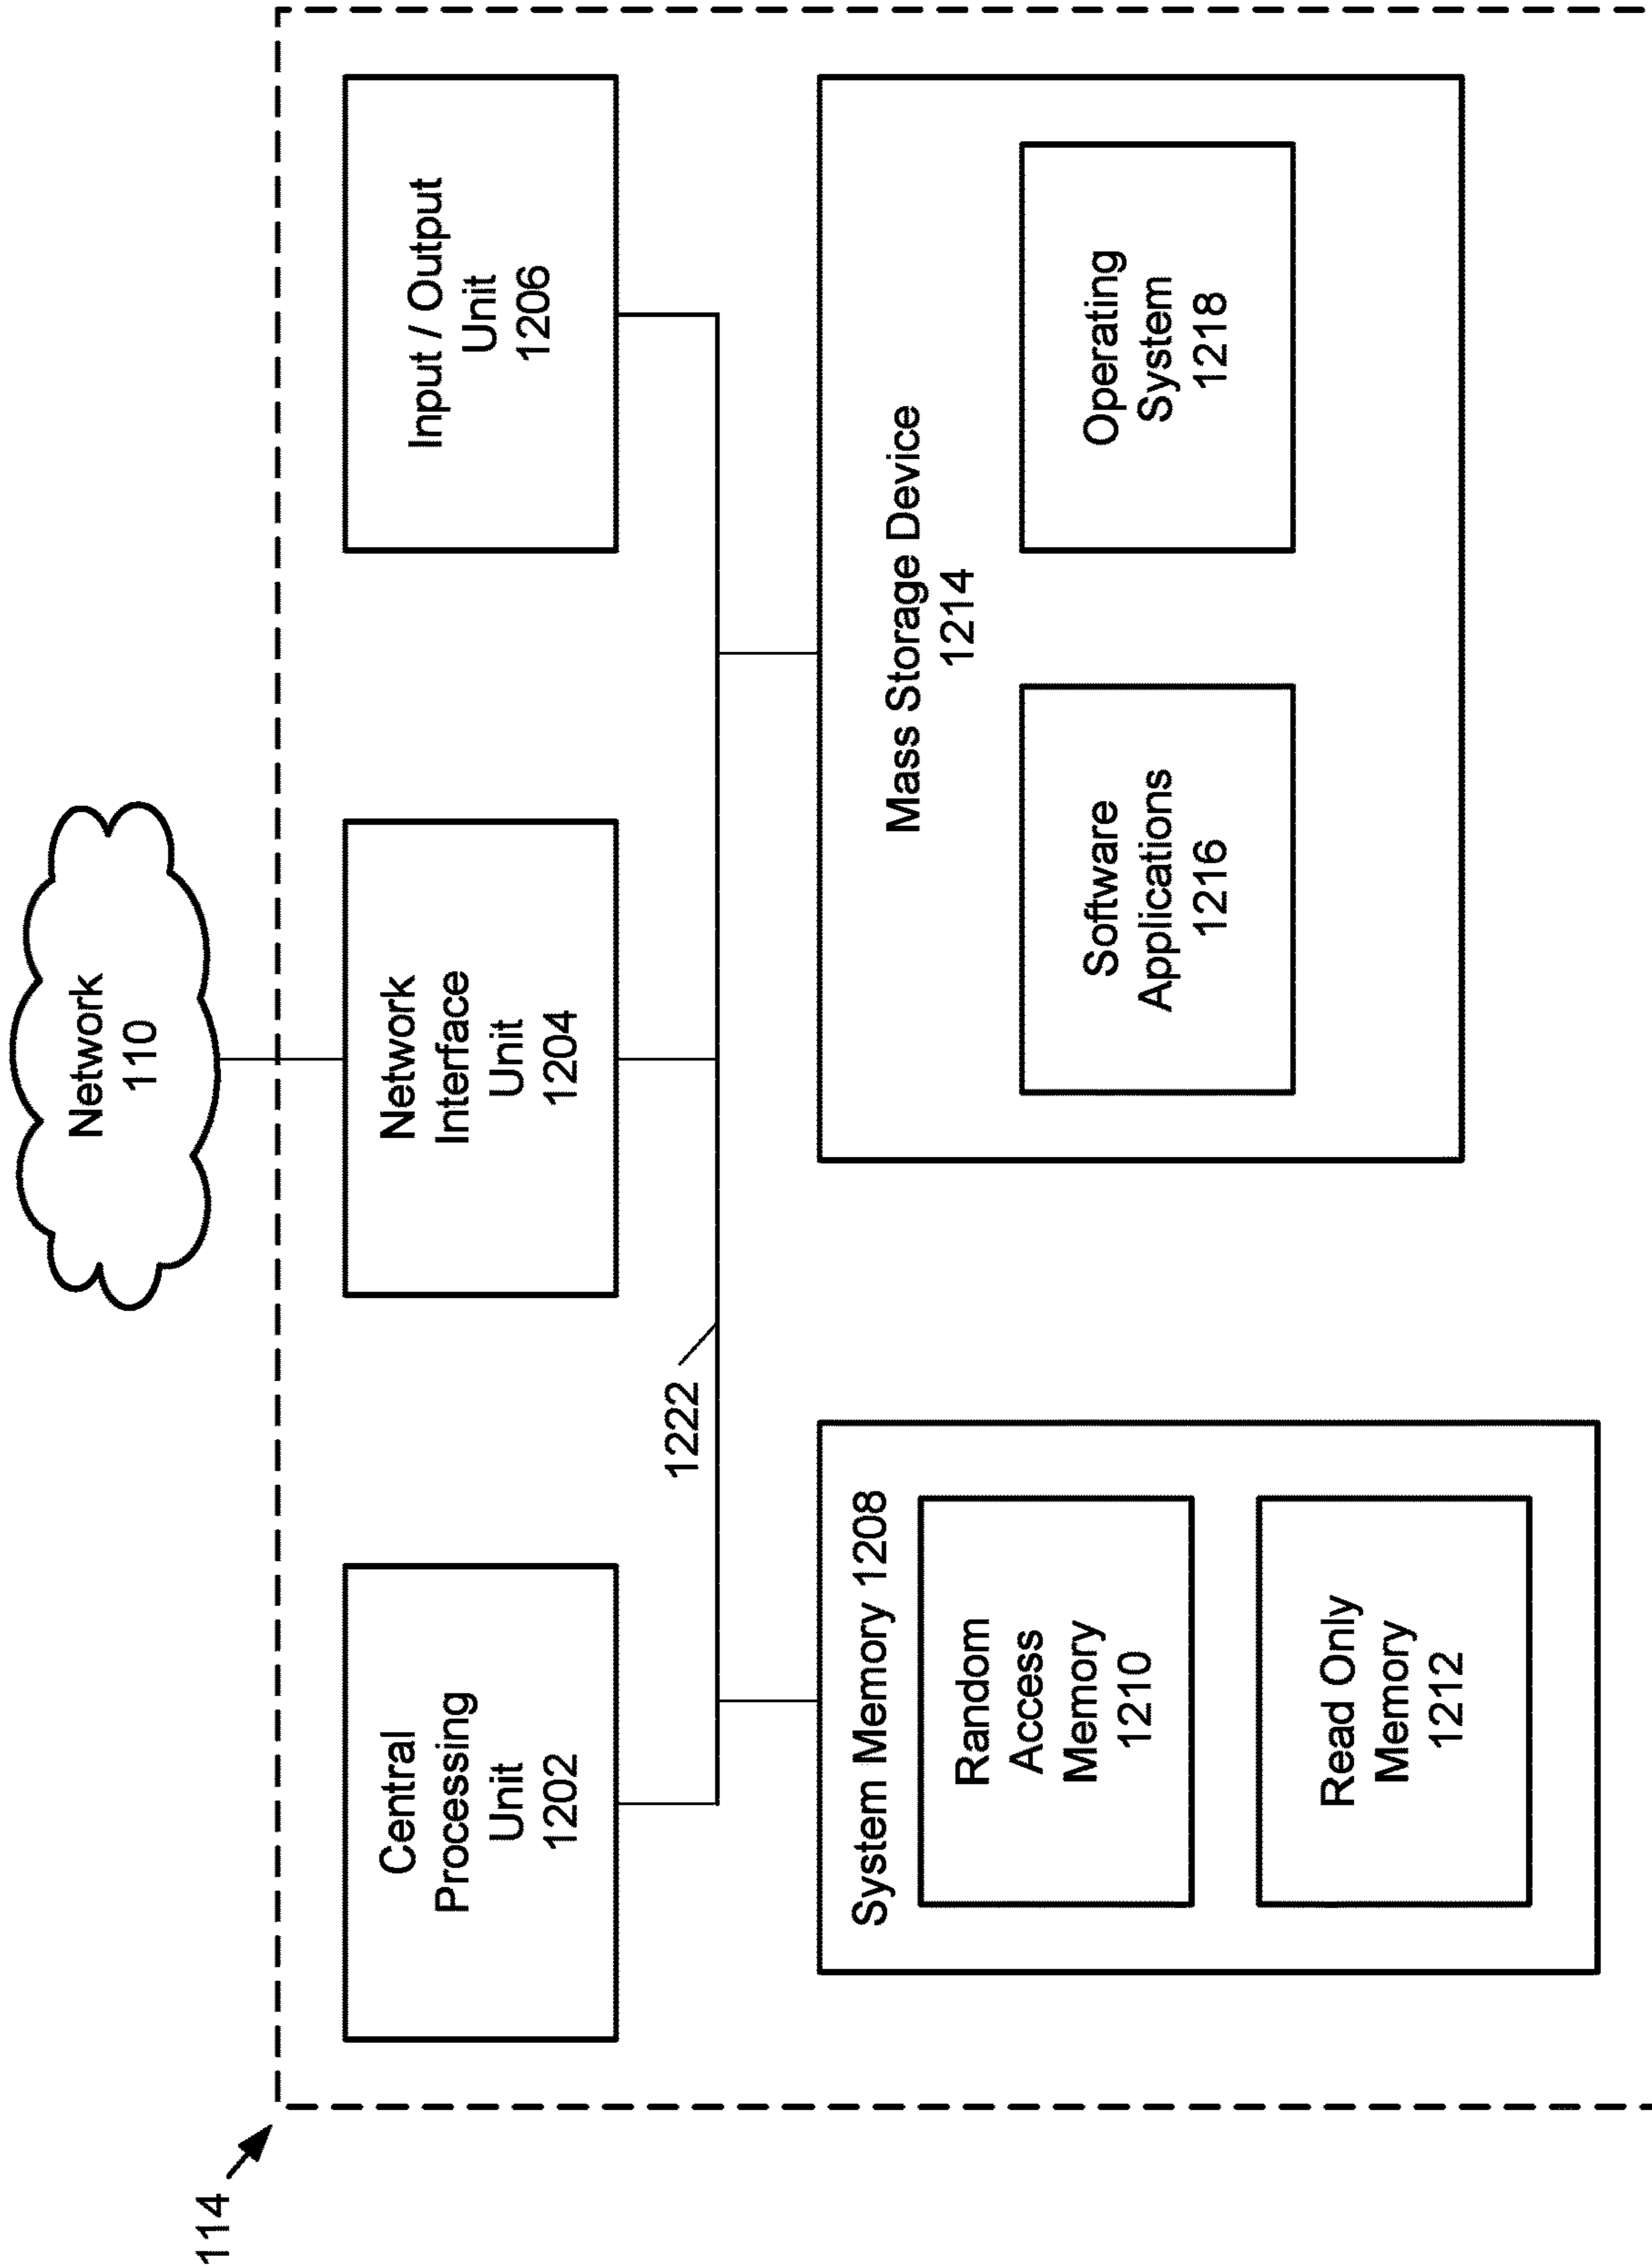 114
Network
110
Central
Processing
Unit
1202
Network
Interface
Unit
1204
Input / Output
Unit
1206
1222
System Memory 1208
Random
Access
Memory
1210
Read Only
Memory
1212
Mass Storage Device
1214
Software
Applications
1216
Operating
System
1218